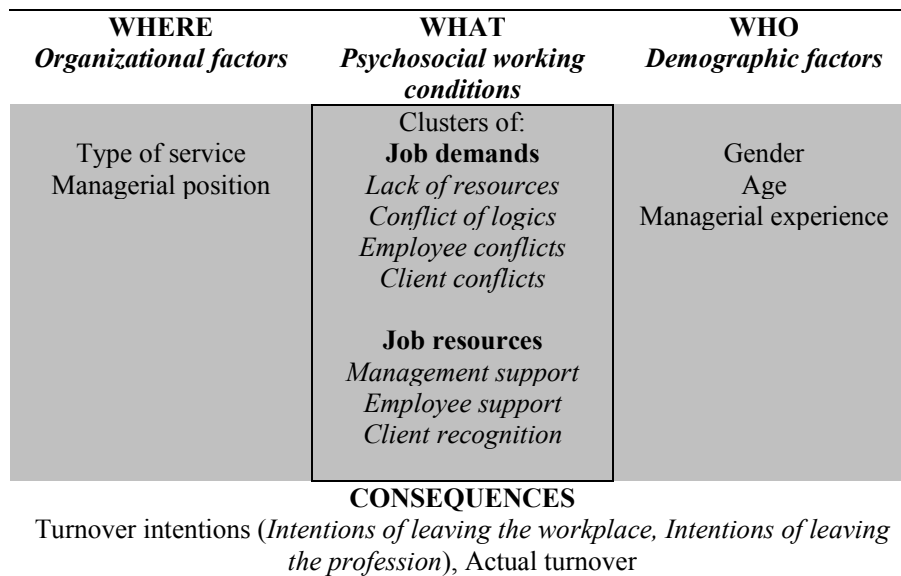 WHERE
Organizational factors
WHAT
Psychosocial working
conditions
WHO
Demographic factors
Type of service
Managerial position
Clusters of:
Job demands
Lack of resources
Conflict of logics
Employee conflicts
Client conflicts
Job resources
Management support
Employee support
Client recognition
Gender
Age
Managerial experience
CONSEQUENCES
Turnover intentions (Intentions of leaving the workplace, Intentions of leaving
the profession), Actual turnover